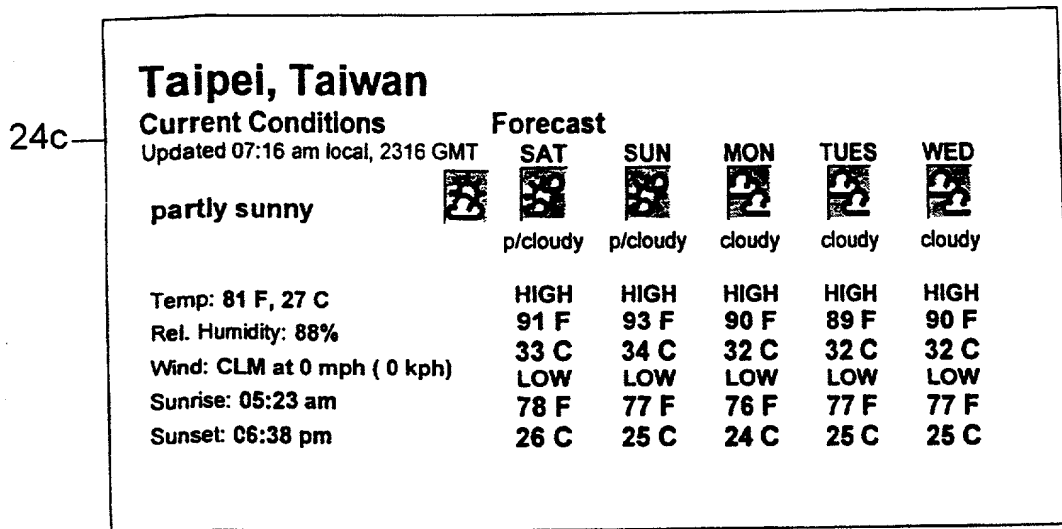 Taipei, Taiwan
24c
Current Conditions Forecast
Updated 07:16 am local, 2316 GMT SAT SUN MON TUES WED
partly sunny
p/cloudy p/cloudy cloudy cloudy cloudy
Temp: 81 F, 27 C HIGH HIGH HIGH HIGH HIGH
Rel. Humidity: 88% 91 F 93 F 90 F 89 F 90 F
33 C 34 C 32 C 32 C 32 C
Wind: CLM at 0 mph ( 0 kph) LOW LOW LOW LOW LOW
Sunrise: 05:23 am 78 F 77 F 76 F 77 F 77 F
Sunset: 06:38 pm 26 C 25 C 24 C 25 C 25 C